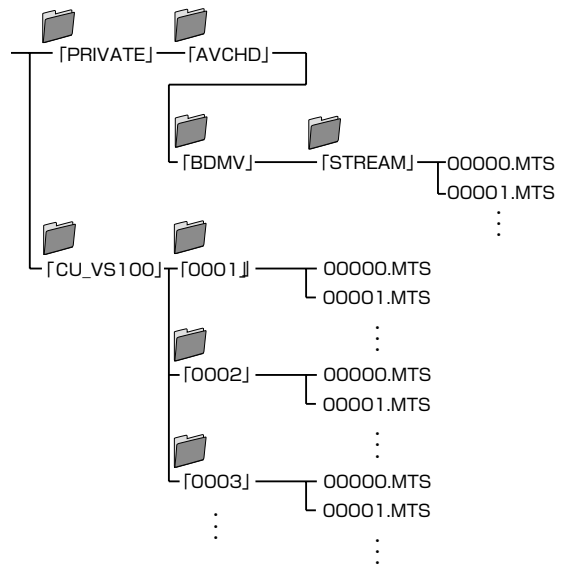 「PRIVATE」 「AVCHD」
「BDMV」 「STREAM」 00000.MTS
00001.MTS
「CU_VS100」 「0001」 00000.MTS
00001.MTS
「0002」 00000.MTS
00001.MTS
「0003」 00000.MTS
00001.MTS